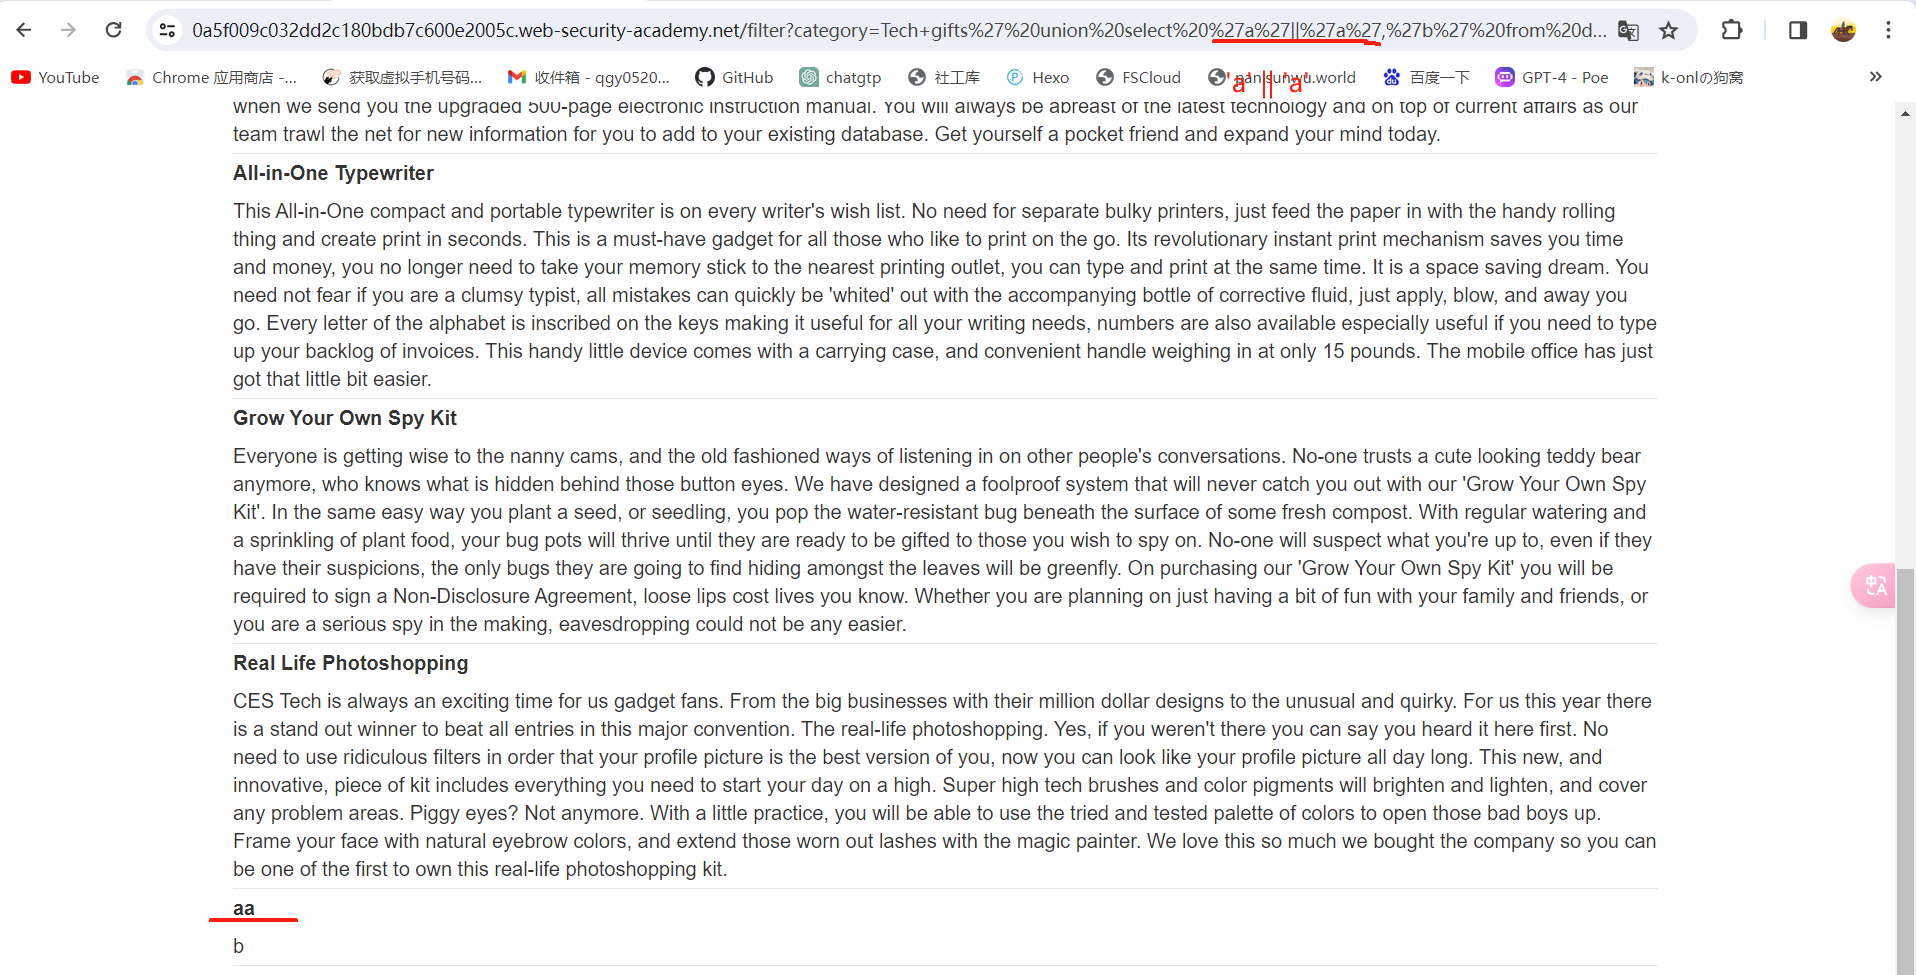 0a5f009c032dd2c180bdb7c600e2005c.web-security-academy.net/filter?category=Tech+gifts%27%20union%20select%20%27a%27||%27a%27,%27b%27%20from%20d...
YouTube Chrome 应用商店 -... 获取虚拟手机号码... 收件箱 - qgy0520... GitHub chatgtp 社工库 Hexo FSCloud pan.sunwu.world 百度一下 GPT-4 - Poe k-onlの狗窝 »
'a' || 'a'
when we send you the upgraded 500-page electronic instruction manual. You will always be abreast of the latest technology and on top of current affairs as our
team trawl the net for new information for you to add to your existing database. Get yourself a pocket friend and expand your mind today.
All-in-One Typewriter
This All-in-One compact and portable typewriter is on every writer's wish list. No need for separate bulky printers, just feed the paper in with the handy rolling
thing and create print in seconds. This is a must-have gadget for all those who like to print on the go. Its revolutionary instant print mechanism saves you time
and money, you no longer need to take your memory stick to the nearest printing outlet, you can type and print at the same time. It is a space saving dream. You
need not fear if you are a clumsy typist, all mistakes can quickly be 'whited' out with the accompanying bottle of corrective fluid, just apply, blow, and away you
go. Every letter of the alphabet is inscribed on the keys making it useful for all your writing needs, numbers are also available especially useful if you need to type
up your backlog of invoices. This handy little device comes with a carrying case, and convenient handle weighing in at only 15 pounds. The mobile office has just
got that little bit easier.
Grow Your Own Spy Kit
Everyone is getting wise to the nanny cams, and the old fashioned ways of listening in on other people's conversations. No-one trusts a cute looking teddy bear
anymore, who knows what is hidden behind those button eyes. We have designed a foolproof system that will never catch you out with our 'Grow Your Own Spy
Kit'. In the same easy way you plant a seed, or seedling, you pop the water-resistant bug beneath the surface of some fresh compost. With regular watering and
a sprinkling of plant food, your bug pots will thrive until they are ready to be gifted to those you wish to spy on. No-one will suspect what you're up to, even if they
have their suspicions, the only bugs they are going to find hiding amongst the leaves will be greenfly. On purchasing our 'Grow Your Own Spy Kit' you will be
required to sign a Non-Disclosure Agreement, loose lips cost lives you know. Whether you are planning on just having a bit of fun with your family and friends, or
you are a serious spy in the making, eavesdropping could not be any easier.
Real Life Photoshopping
CES Tech is always an exciting time for us gadget fans. From the big businesses with their million dollar designs to the unusual and quirky. For us this year there
is a stand out winner to beat all entries in this major convention. The real-life photoshopping. Yes, if you weren't there you can say you heard it here first. No
need to use ridiculous filters in order that your profile picture is the best version of you, now you can look like your profile picture all day long. This new, and
innovative, piece of kit includes everything you need to start your day on a high. Super high tech brushes and color pigments will brighten and lighten, and cover
any problem areas. Piggy eyes? Not anymore. With a little practice, you will be able to use the tried and tested palette of colors to open those bad boys up.
Frame your face with natural eyebrow colors, and extend those worn out lashes with the magic painter. We love this so much we bought the company so you can
be one of the first to own this real-life photoshopping kit.
aa
b